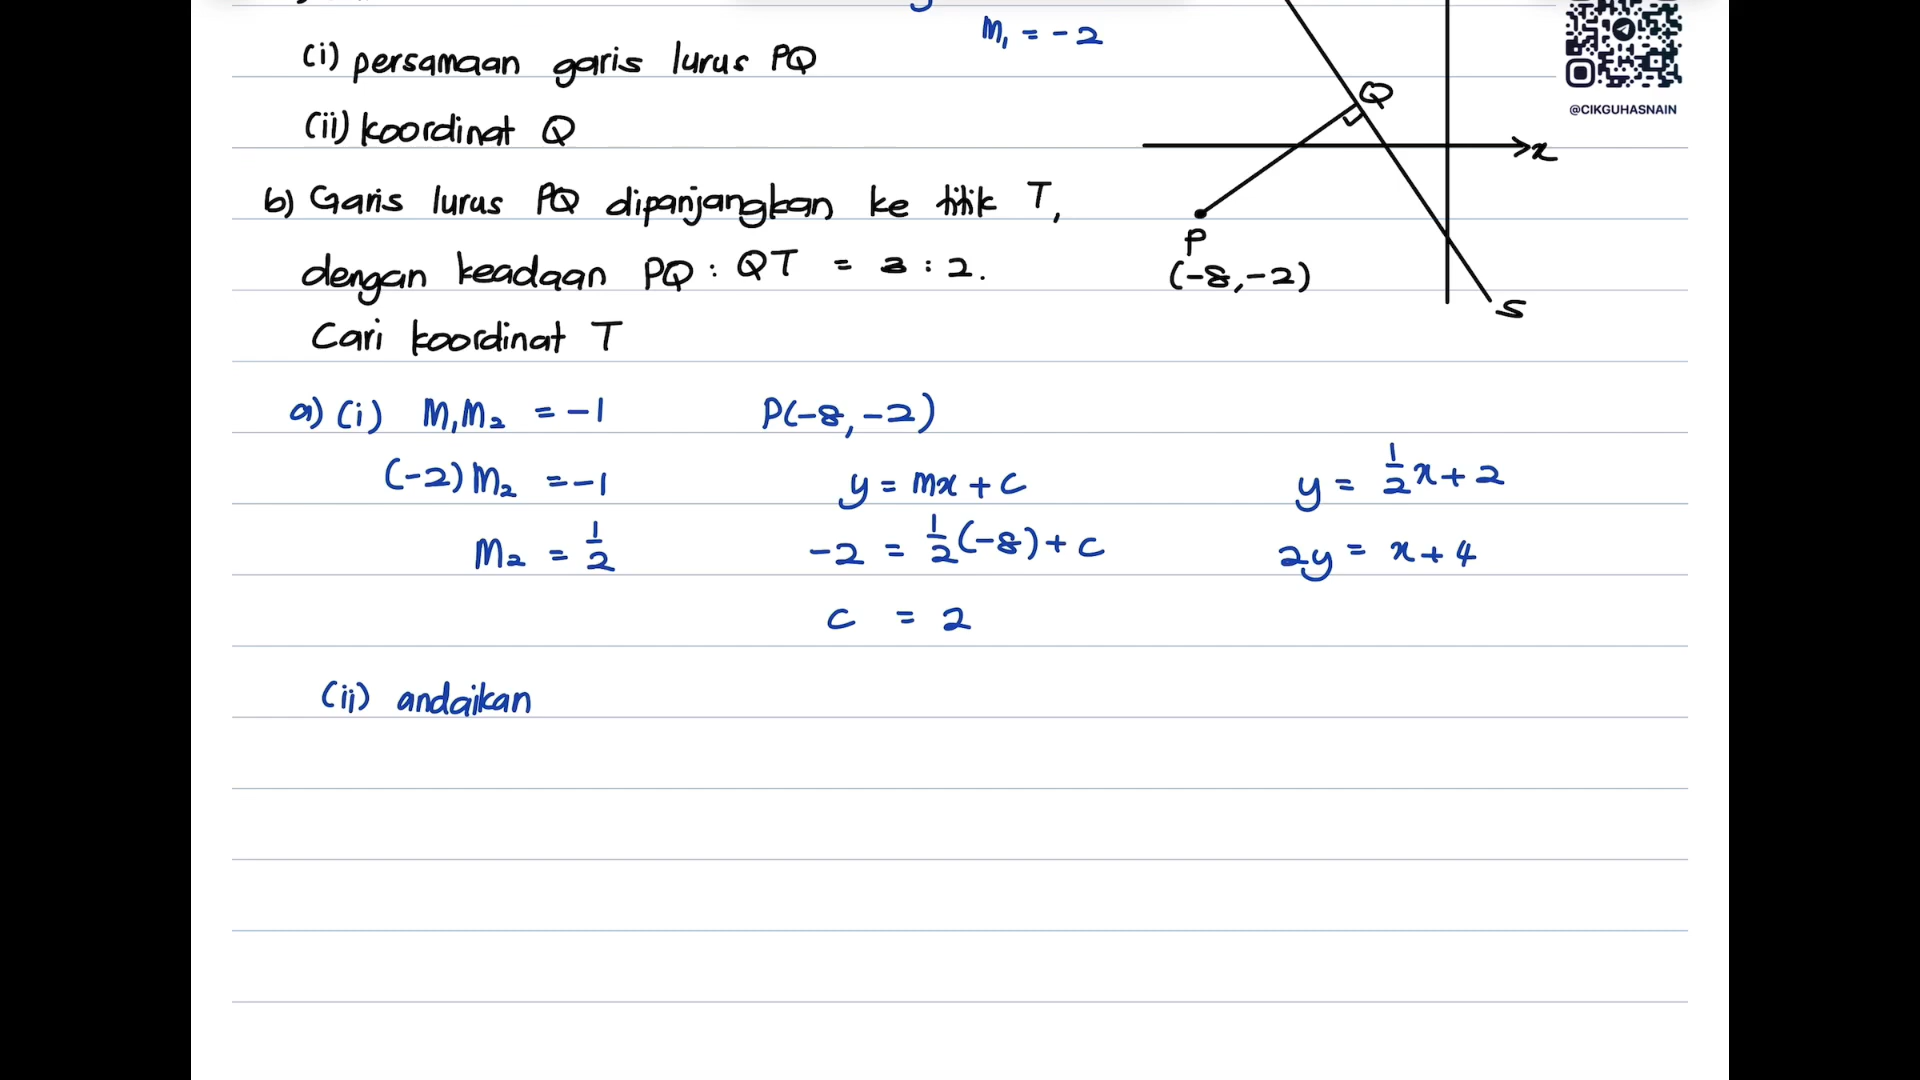 m₁ = -2
(i) persamaan garis lurus PQ
(ii) koordinat Q
b) Garis lurus PQ dipanjangkan ke titik T,
dengan keadaan PQ : QT = 3 : 2.
Cari koordinat T
Q
x
P
(-8,-2)
S
@CIKGUHASNAIN
a) (i) m₁m₂ = -1
(-2)m₂ = -1
m₂ = 1/2
P(-8,-2)
y = mx + c
-2 = 1/2(-8) + c
c = 2
y = 1/2x + 2
2y = x + 4
(ii) andaikan